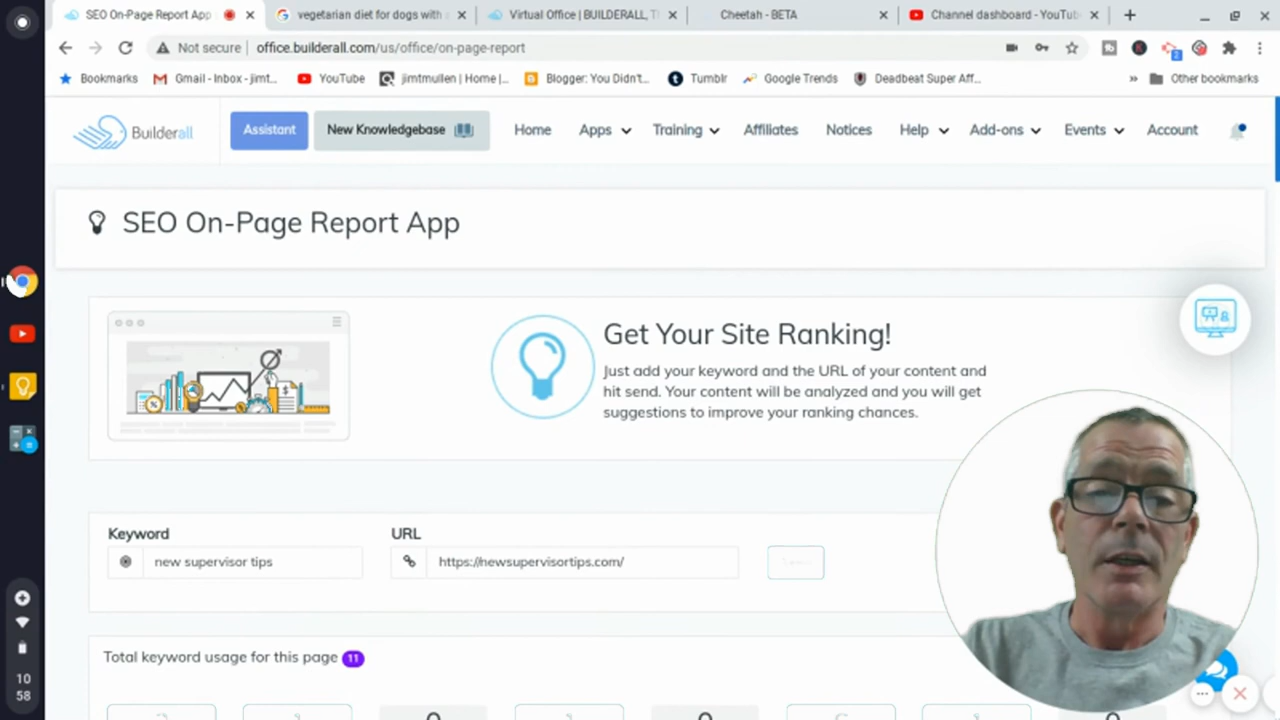 SEO On-Page Report App
vegetarian diet for dogs with
Virtual Office | BUILDERALL, T
Cheetah - BETA
Channel dashboard - YouTub
Not secure | office.builderall.com/us/office/on-page-report
Bookmarks
Gmail - Inbox - jimt...
YouTube
jimtmullen | Home |...
Blogger: You Didn't...
Tumblr
Google Trends
Deadbeat Super Aff...
» Other bookmarks
Builderall
Assistant
New Knowledgebase
Home
Apps
Training
Affiliates
Notices
Help
Add-ons
Events
Account
SEO On-Page Report App
Get Your Site Ranking!
Just add your keyword and the URL of your content and
hit send. Your content will be analyzed and you will get
suggestions to improve your ranking chances.
Keyword
URL
new supervisor tips
https://newsupervisortips.com/
Total keyword usage for this page 11
10
58